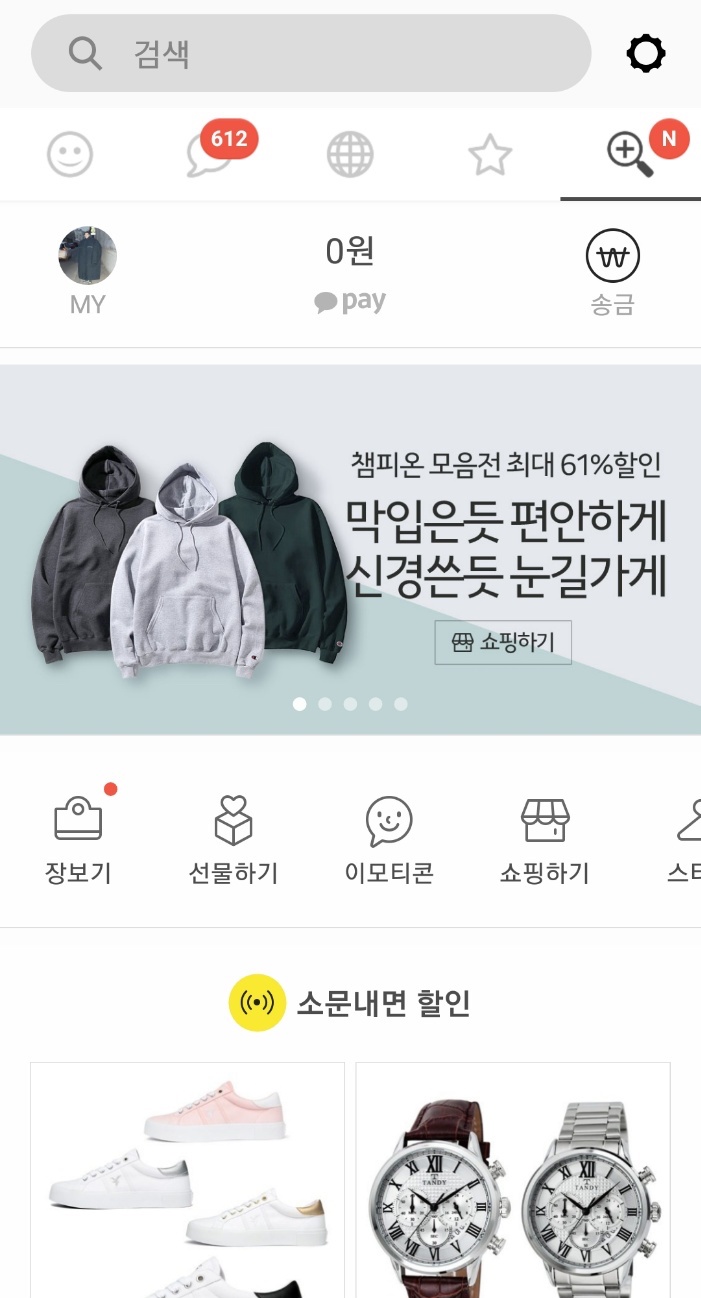 검색
612
N
0원
MY
pay
송금
챔피온 모음전 최대 61%할인
막입은듯 편안하게
신경쓴듯 눈길가게
쇼핑하기
장보기
선물하기
이모티콘
쇼핑하기
소문내면 할인
TANDY
TANDY